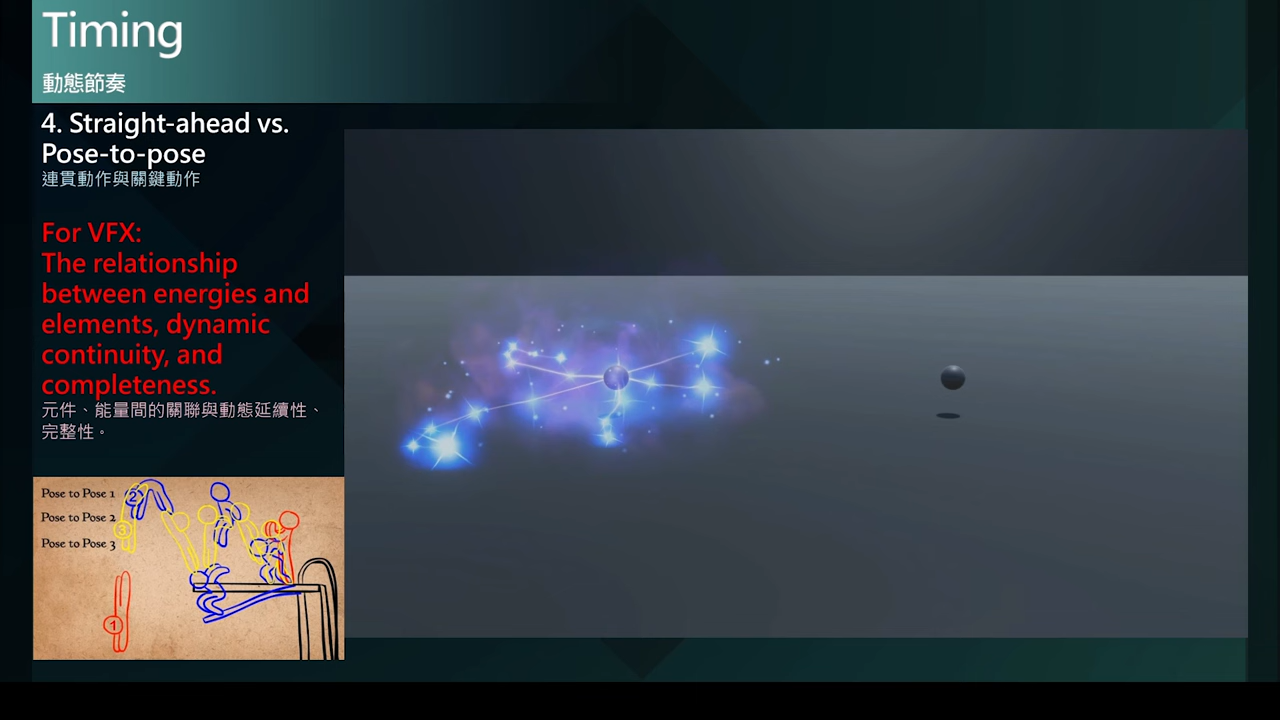 Timing
動態節奏
4. Straight-ahead vs.
Pose-to-pose
連貫動作與關鍵動作
For VFX:
The relationship
between energies and
elements, dynamic
continuity, and
completeness.
元件、能量間的關聯與動態延續性、
完整性。
Pose to Pose 1
Pose to Pose 2
Pose to Pose 3
2
3
1